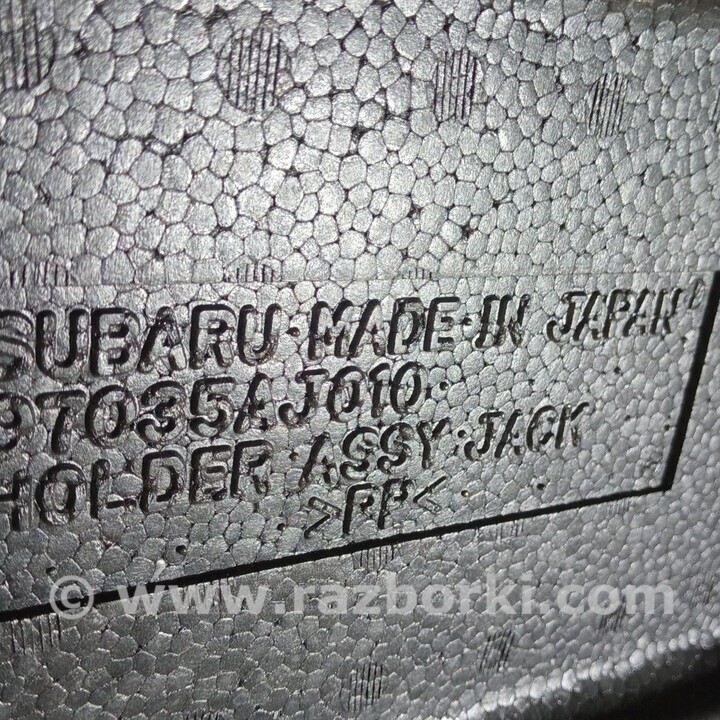 SUBARU·MADE·IN JAPAN
97035AJ010
HOLDER ASSY·JACK
>PP<
© www.razborki.com